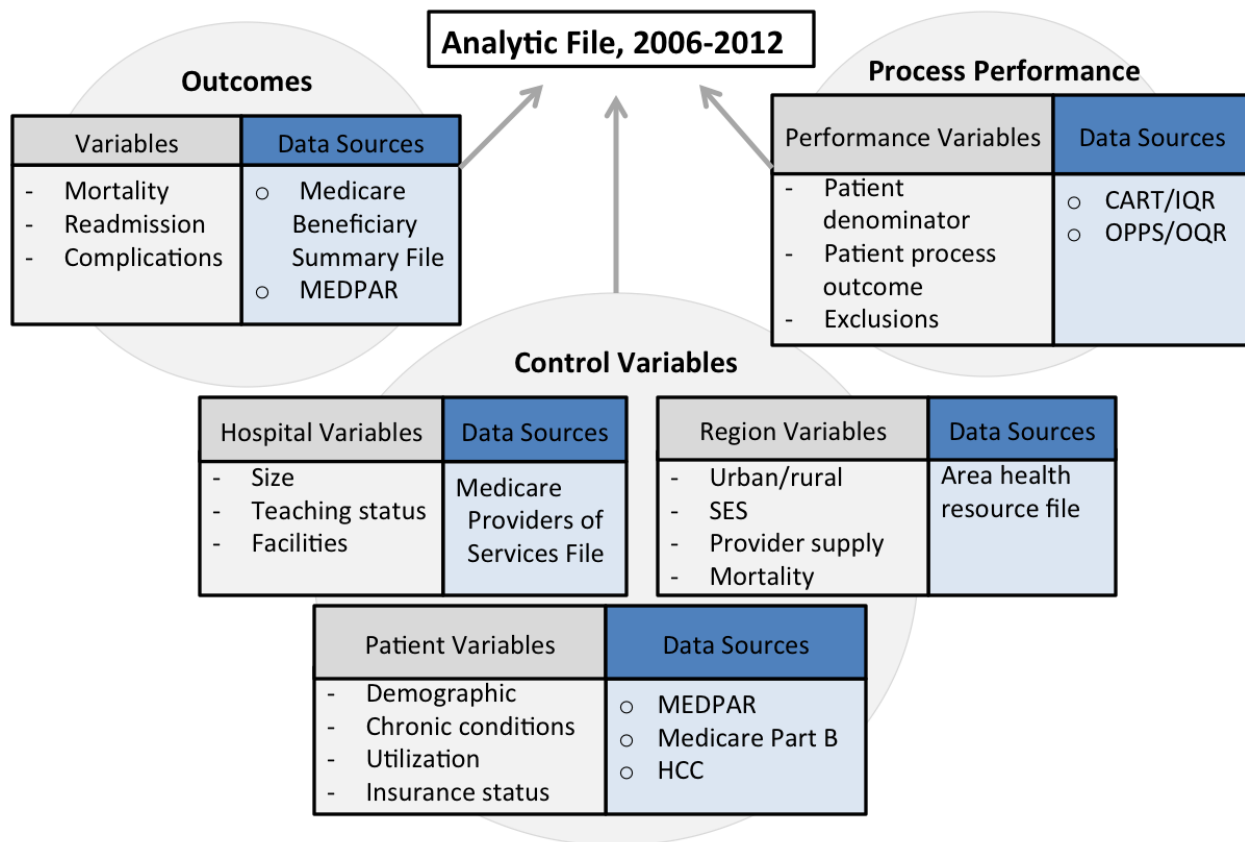 Analytic File, 2006-2012
Outcomes
Variables
Data Sources
- Mortality
- Readmission
- Complications
o Medicare
Beneficiary
Summary File
o MEDPAR
Process Performance
Performance Variables
Data Sources
- Patient
denominator
- Patient process
outcome
- Exclusions
o CART/IQR
o OPPS/OQR
Control Variables
Hospital Variables
Data Sources
- Size
- Teaching status
- Facilities
Medicare
Providers of
Services File
Region Variables
Data Sources
- Urban/rural
- SES
- Provider supply
- Mortality
Area health
resource file
Patient Variables
Data Sources
- Demographic
- Chronic conditions
- Utilization
- Insurance status
o MEDPAR
o Medicare Part B
o HCC